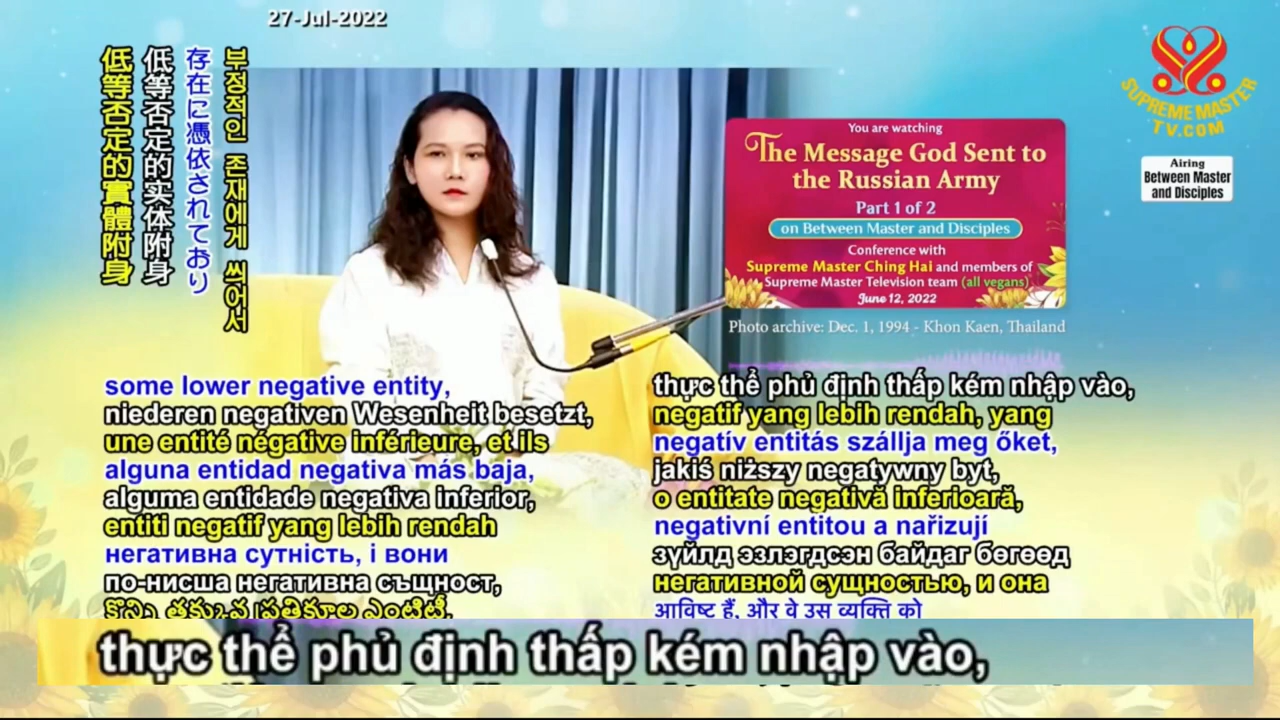 27-Jul-2022
부정적인 존재에게 씌어서
存在に憑依されており
低等否定的实体附身
低等否定的實體附身
SUPREME MASTER
TV.COM
Airing
Between Master
and Disciples
You are watching
The Message God Sent to
the Russian Army
Part 1 of 2
on Between Master and Disciples
Conference with
Supreme Master Ching Hai and members of
Supreme Master Television team (all vegans)
June 12, 2022
Photo archive: Dec. 1, 1994 - Khon Kaen, Thailand
some lower negative entity,
niederen negativen Wesenheit besetzt,
une entité négative inférieure, et ils
alguna entidad negativa más baja,
alguma entidade negativa inferior,
entiti negatif yang lebih rendah
негативна сутність, і вони
по-нисша негативна същност,
కొన్ని తక్కువ ప్రతికూల ఎంటిటీ,
thực thể phủ định thấp kém nhập vào,
negatif yang lebih rendah, yang
negatív entitás szállja meg őket,
jakiś niższy negatywny byt,
o entitate negativă inferioară,
negativní entitou a nařizují
зүйлд эзлэгдсэн байдаг бөгөөд
негативной сущностью, и она
आविष्ट हैं, और वे उस व्यक्ति को
thực thể phủ định thấp kém nhập vào,